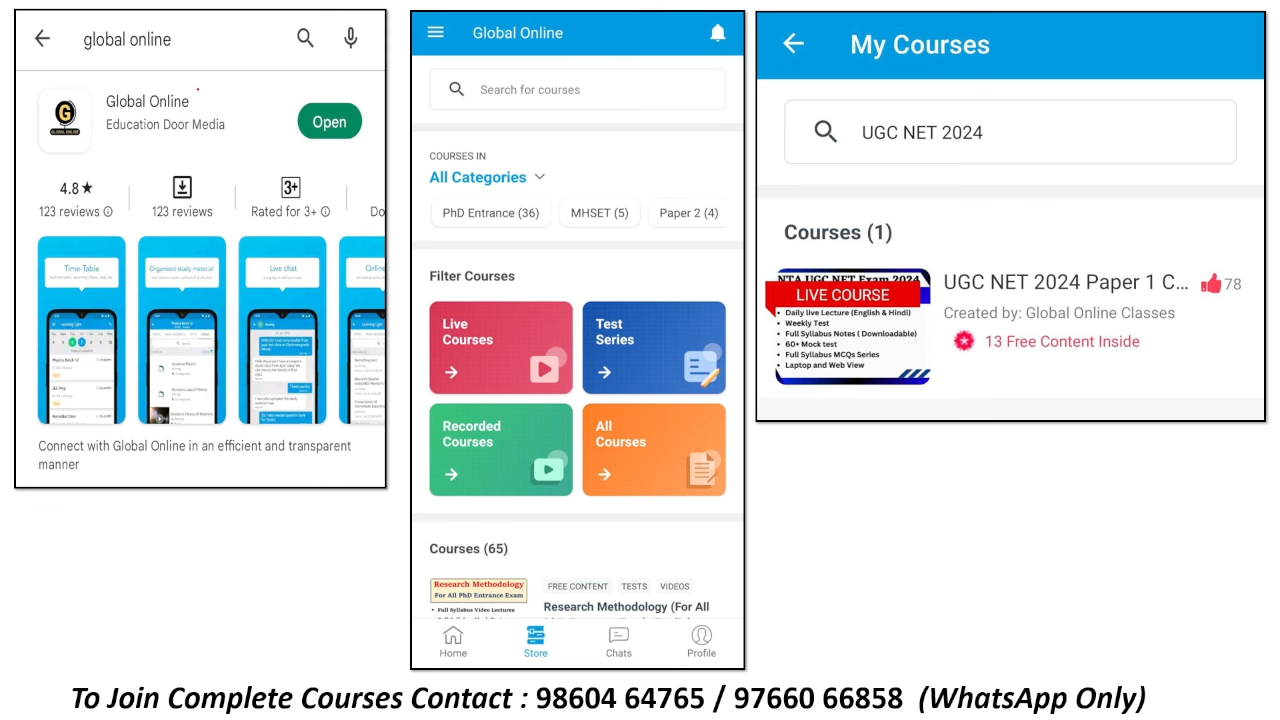 global online
Global Online
Education Door Media
Open
4.8★
123 reviews
123 reviews
3+
Rated for 3+
Do
Time-Table
Organised study material
Live chat
Online
Connect with Global Online in an efficient and transparent
manner
Global Online
Search for courses
COURSES IN
All Categories
PhD Entrance (36)
MHSET (5)
Paper 2 (4)
Filter Courses
Live
Courses
Test
Series
Recorded
Courses
All
Courses
Courses (65)
Research Methodology
For All PhD Entrance Exam
• Full Syllabus Video Lectures
FREE CONTENT TESTS VIDEOS
Research Methodology (For All
Home
Store
Chats
Profile
My Courses
UGC NET 2024
Courses (1)
NTA UGC NET Exam 2024
LIVE COURSE
• Daily live Lecture (English & Hindi)
• Weekly Test
• Full Syllabus Notes ( Downloadable)
• 60+ Mock test
• Full Syllabus MCQs Series
• Laptop and Web View
UGC NET 2024 Paper 1 C...
78
Created by: Global Online Classes
13 Free Content Inside
To Join Complete Courses Contact : 98604 64765 / 97660 66858 (WhatsApp Only)